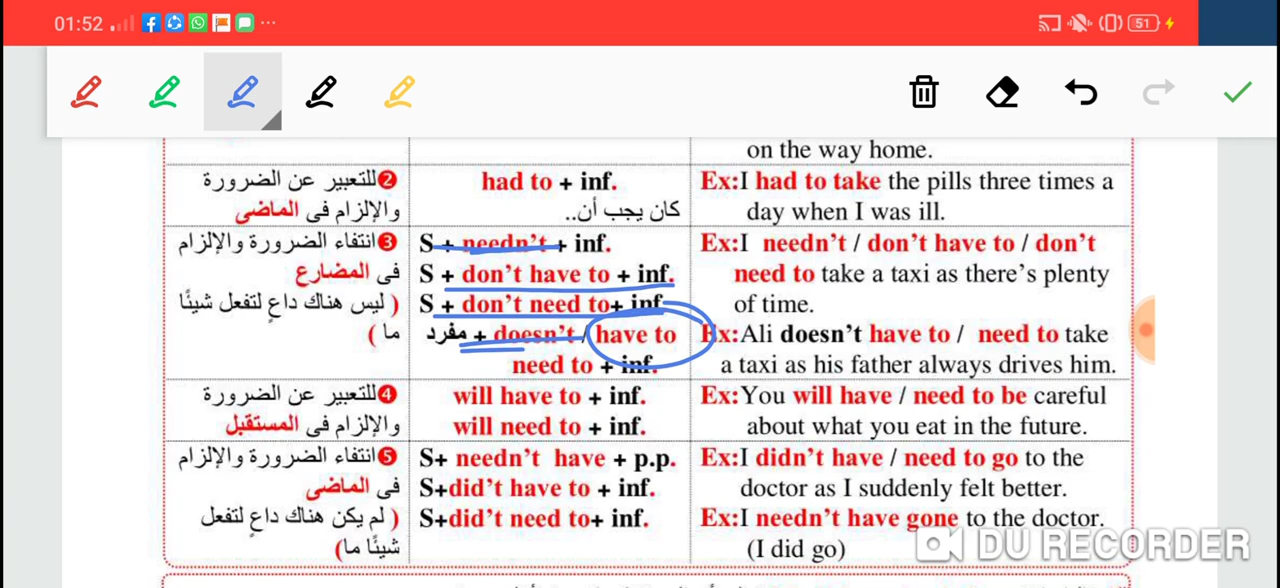 01:52
51
on the way home.
❷للتعبير عن الضرورة
والإلزام فى الماضى
had to + inf.
كان يجب أن..
Ex:I had to take the pills three times a
day when I was ill.
❸انتفاء الضرورة والإلزام
فى المضارع
( ليس هناك داعٍ لتفعل شيئًا
ما )
S + needn't + inf.
S + don't have to + inf.
S + don't need to+ inf
مفرد + doesn't / have to
need to + inf.
Ex:I needn't / don't have to / don't
need to take a taxi as there's plenty
of time.
Ex:Ali doesn't have to / need to take
a taxi as his father always drives him.
❹للتعبير عن الضرورة
والإلزام فى المستقبل
will have to + inf.
will need to + inf.
Ex:You will have / need to be careful
about what you eat in the future.
❺انتفاء الضرورة والإلزام
فى الماضى
( لم يكن هناك داعٍ لتفعل
شيئًا ما)
S+ needn't have + p.p.
S+did't have to + inf.
S+did't need to+ inf.
Ex:I didn't have / need to go to the
doctor as I suddenly felt better.
Ex:I needn't have gone to the doctor.
(I did go)
DU RECORDER